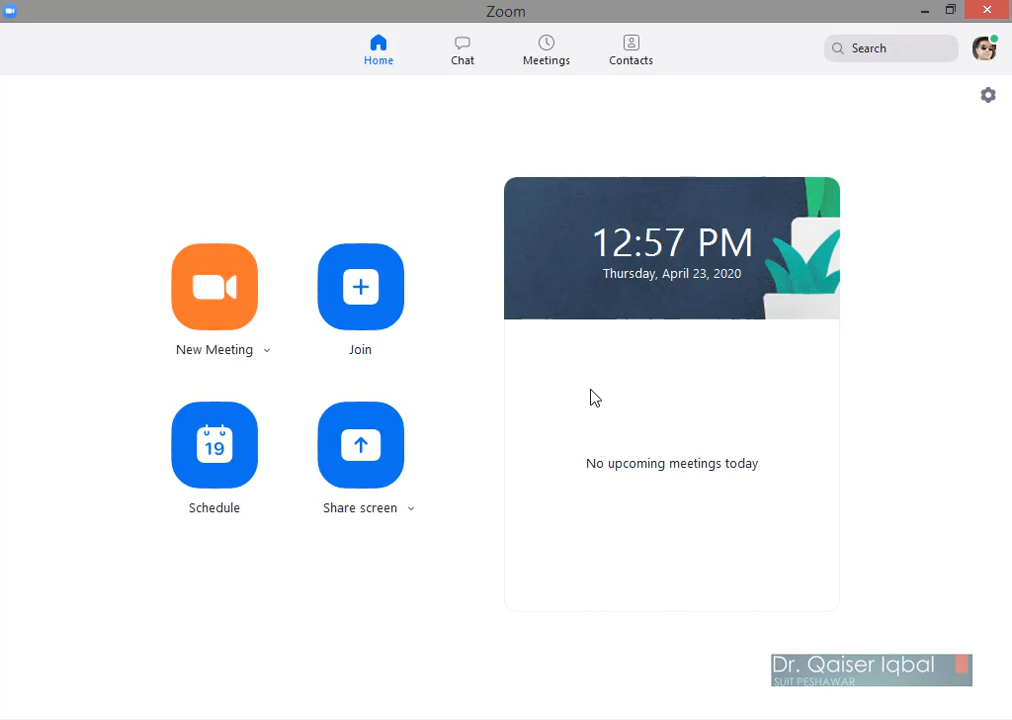 Zoom
Home
Chat
Meetings
Contacts
Search
12:57 PM
Thursday, April 23, 2020
New Meeting
Join
19
Schedule
Share screen
No upcoming meetings today
Dr. Qaiser Iqbal
SUIT PESHAWAR